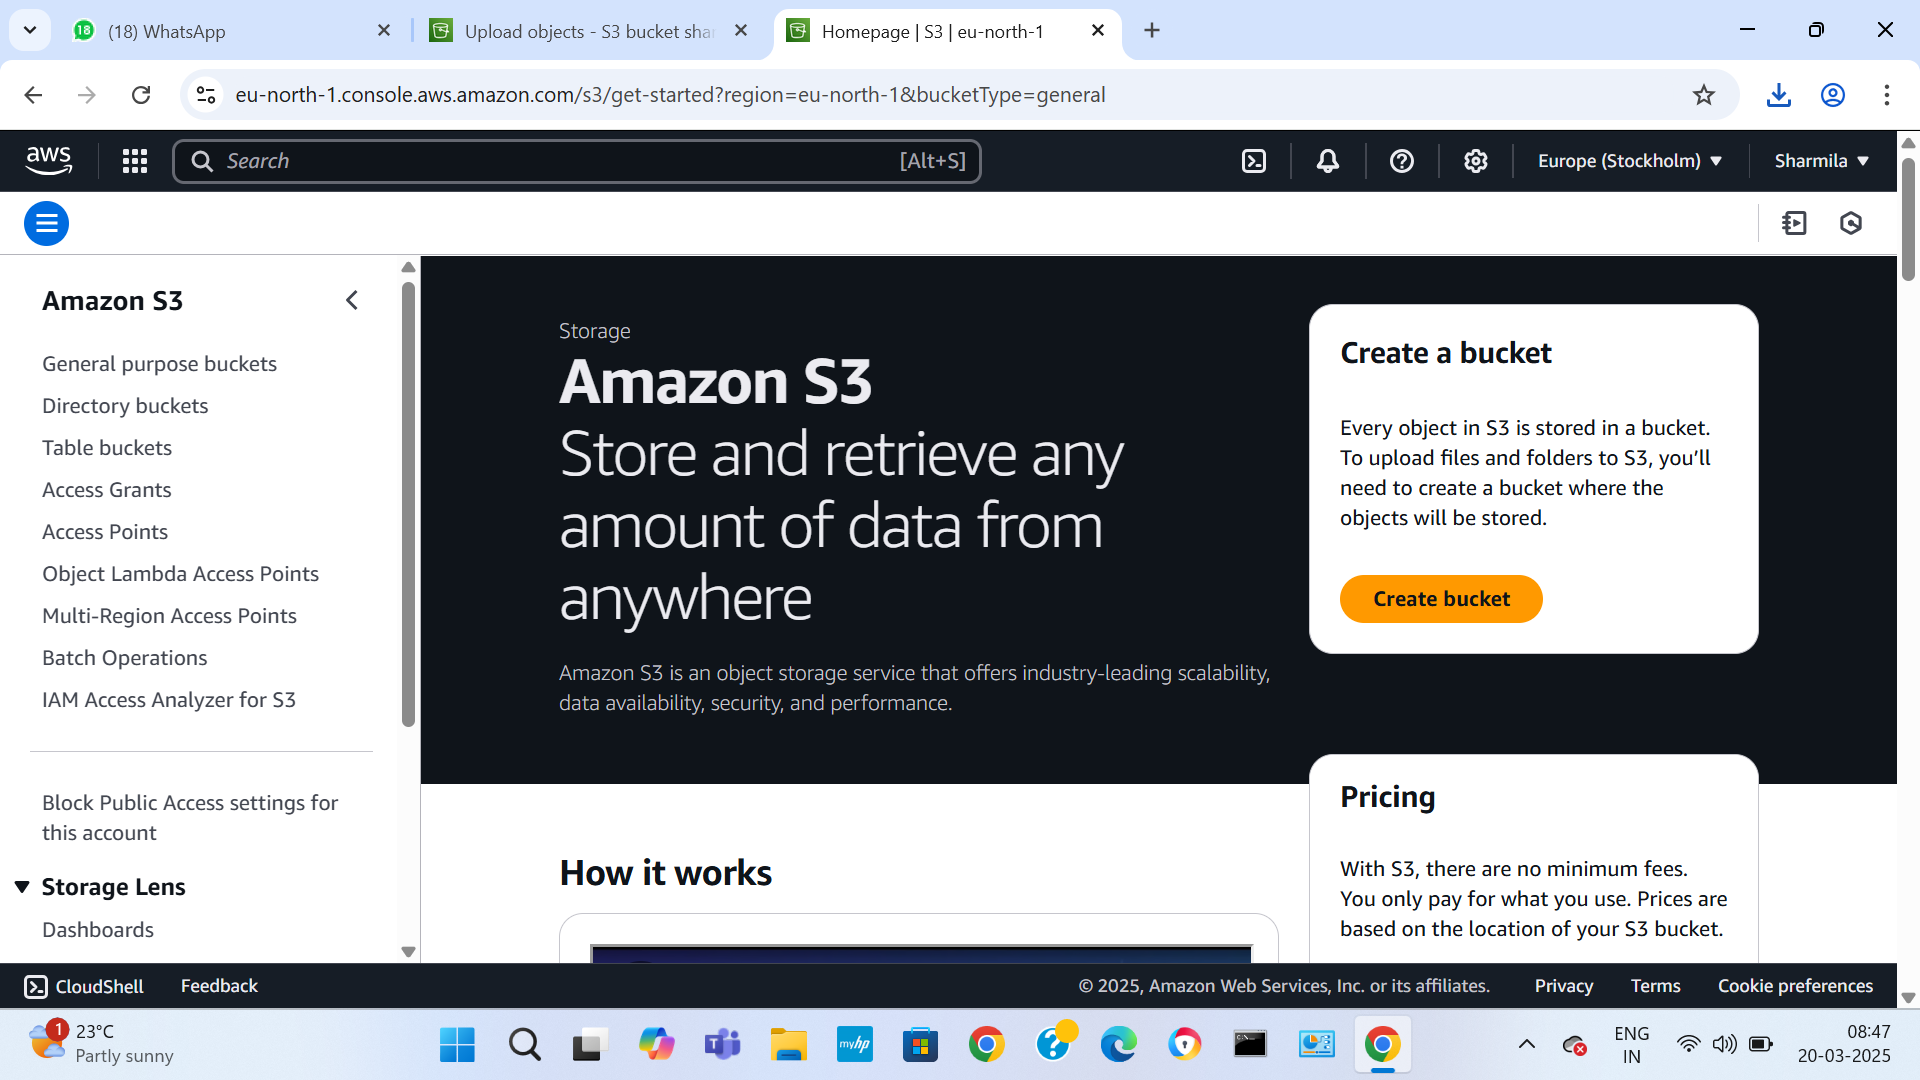 18
(18) WhatsApp
Upload objects - S3 bucket shar
Homepage | S3 | eu-north-1
eu-north-1.console.aws.amazon.com/s3/get-started?region=eu-north-1&bucketType=general
aws
Search
[Alt+S]
Europe (Stockholm)
Sharmila
Amazon S3
General purpose buckets
Directory buckets
Table buckets
Access Grants
Access Points
Object Lambda Access Points
Multi-Region Access Points
Batch Operations
IAM Access Analyzer for S3
Block Public Access settings for
this account
Storage Lens
Dashboards
Storage
Amazon S3
Store and retrieve any
amount of data from
anywhere
Amazon S3 is an object storage service that offers industry-leading scalability,
data availability, security, and performance.
How it works
Create a bucket
Every object in S3 is stored in a bucket.
To upload files and folders to S3, you’ll
need to create a bucket where the
objects will be stored.
Create bucket
Pricing
With S3, there are no minimum fees.
You only pay for what you use. Prices are
based on the location of your S3 bucket.
CloudShell
Feedback
© 2025, Amazon Web Services, Inc. or its affiliates.
Privacy
Terms
Cookie preferences
1
23°C
Partly sunny
myhp
ENG
IN
08:47
20-03-2025